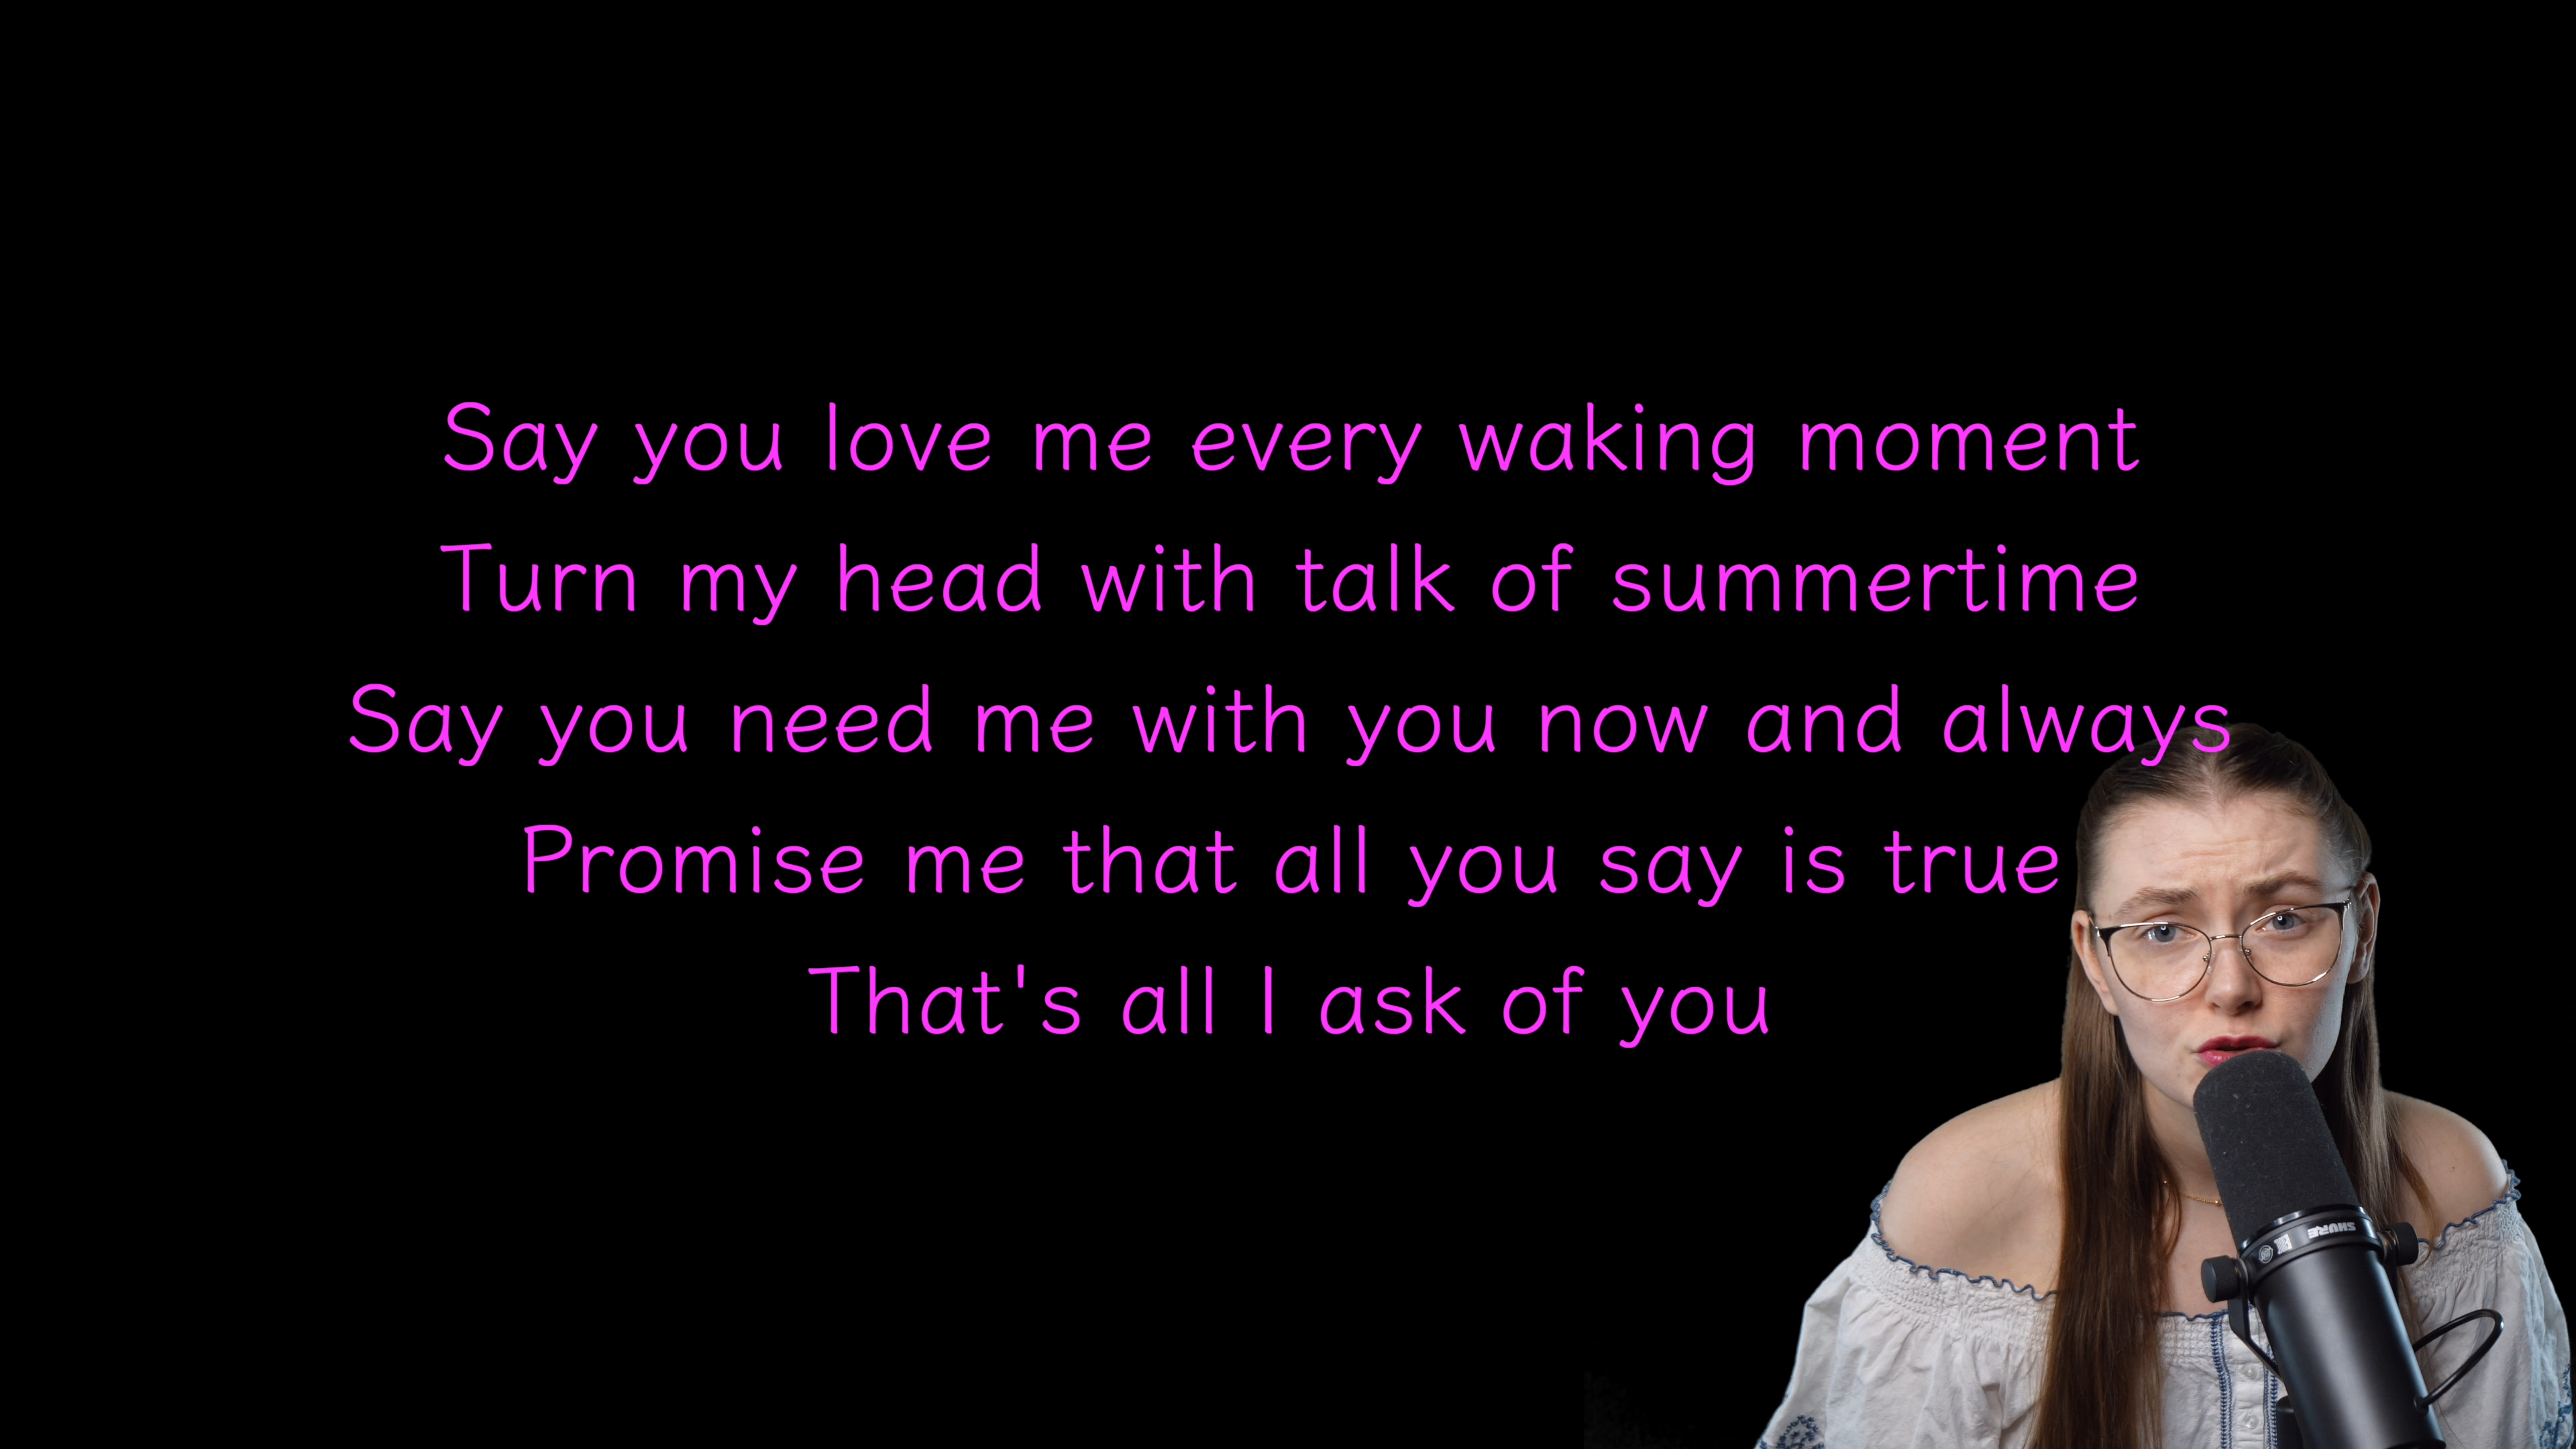 Say you love me every waking moment
Turn my head with talk of summertime
Say you need me with you now and always
Promise me that all you say is true
That's all I ask of you
SHURE